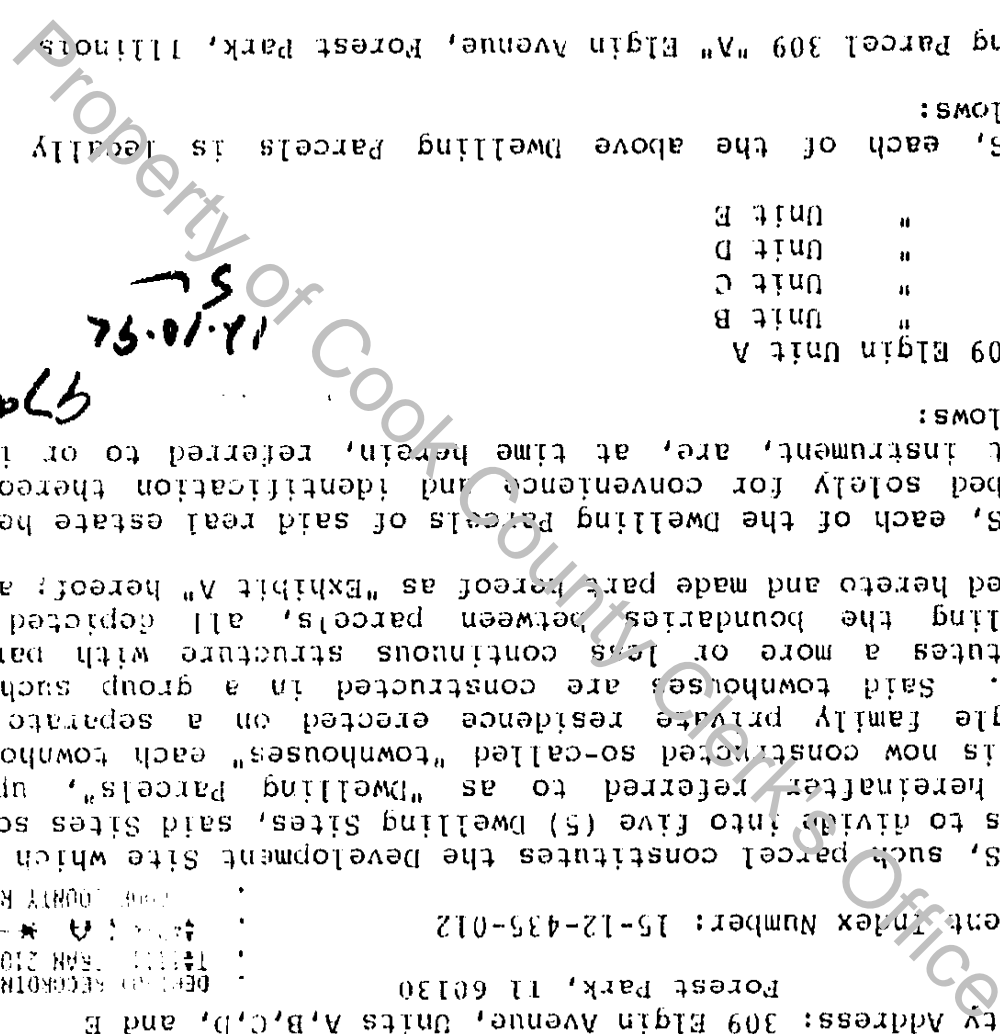 ty Address: 309 Elgin Avenue, Units A,B,C,D, and E
Forest Park, Il 60130
ent Index Number: 15-12-435-012
COUNTY R
S, such parcel constitutes the Development Site which
s to divide into five (5) Dwelling Sites, said Sites so
hereinafter referred to as "Dwelling Parcels", up
is now constructed so-called "townhouses" each townho
gle family private residence erected on a separate
. Said townhouses are constructed in a group such
tutes a more or less continuous structure with par
ling the boundaries between parcels, all depicted
ed hereto and made part hereof as "Exhibit A" hereof; a
S, each of the Dwelling Parcels of said real estate he
bed solely for convenience and identification thereo
t instrument, are, at time herein, referred to or i
lows:
09 Elgin Unit A
" Unit B
" Unit C
" Unit D
" Unit E
S, each of the above Dwelling Parcels is legally
lows:
ng Parcel 309 "A" Elgin Avenue, Forest Park, Illinois
Property of Cook County Clerk's Office